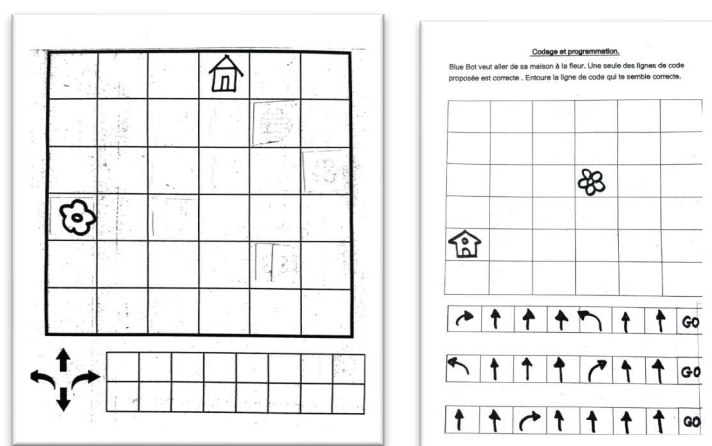 Codage et programmation.
Blue Bot veut aller de sa maison à la fleur. Une seule des lignes de code
proposée est correcte . Entoure la ligne de code qui te semble correcte.
GO
GO
GO